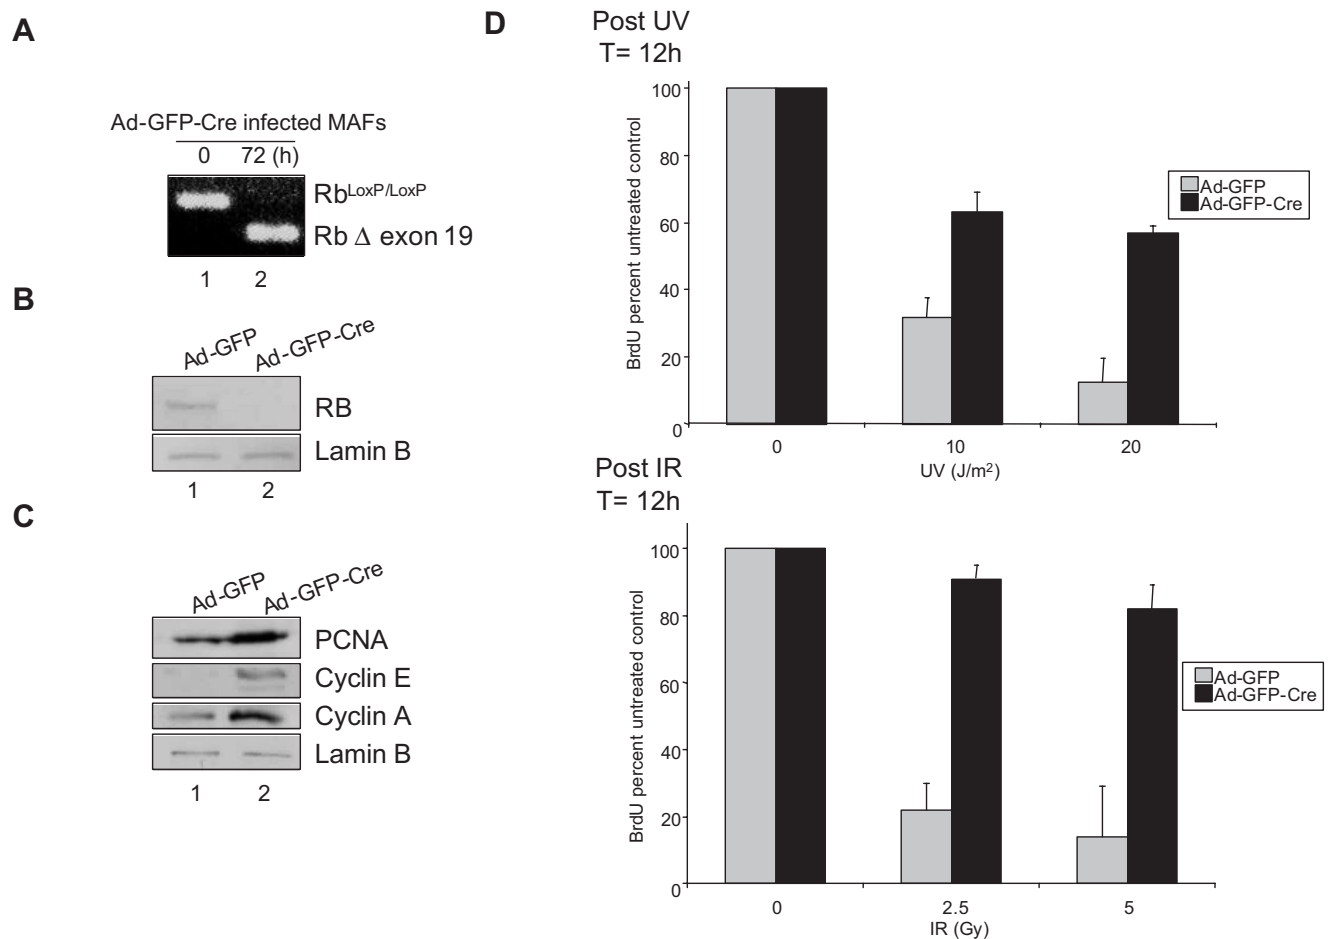 A
Ad-GFP-Cre infected MAFs
0 72 (h)
Rb^LoxP/LoxP
Rb Δ exon 19
1 2
B
Ad-GFP
Ad-GFP-Cre
RB
Lamin B
1 2
C
Ad-GFP
Ad-GFP-Cre
PCNA
Cyclin E
Cyclin A
Lamin B
1 2
D
Post UV
T= 12h
BrdU percent untreated control
100
80
60
40
20
0
0 10 20
UV (J/m²)
Ad-GFP
Ad-GFP-Cre
Post IR
T= 12h
BrdU percent untreated control
100
80
60
40
20
0
0 2.5 5
IR (Gy)
Ad-GFP
Ad-GFP-Cre